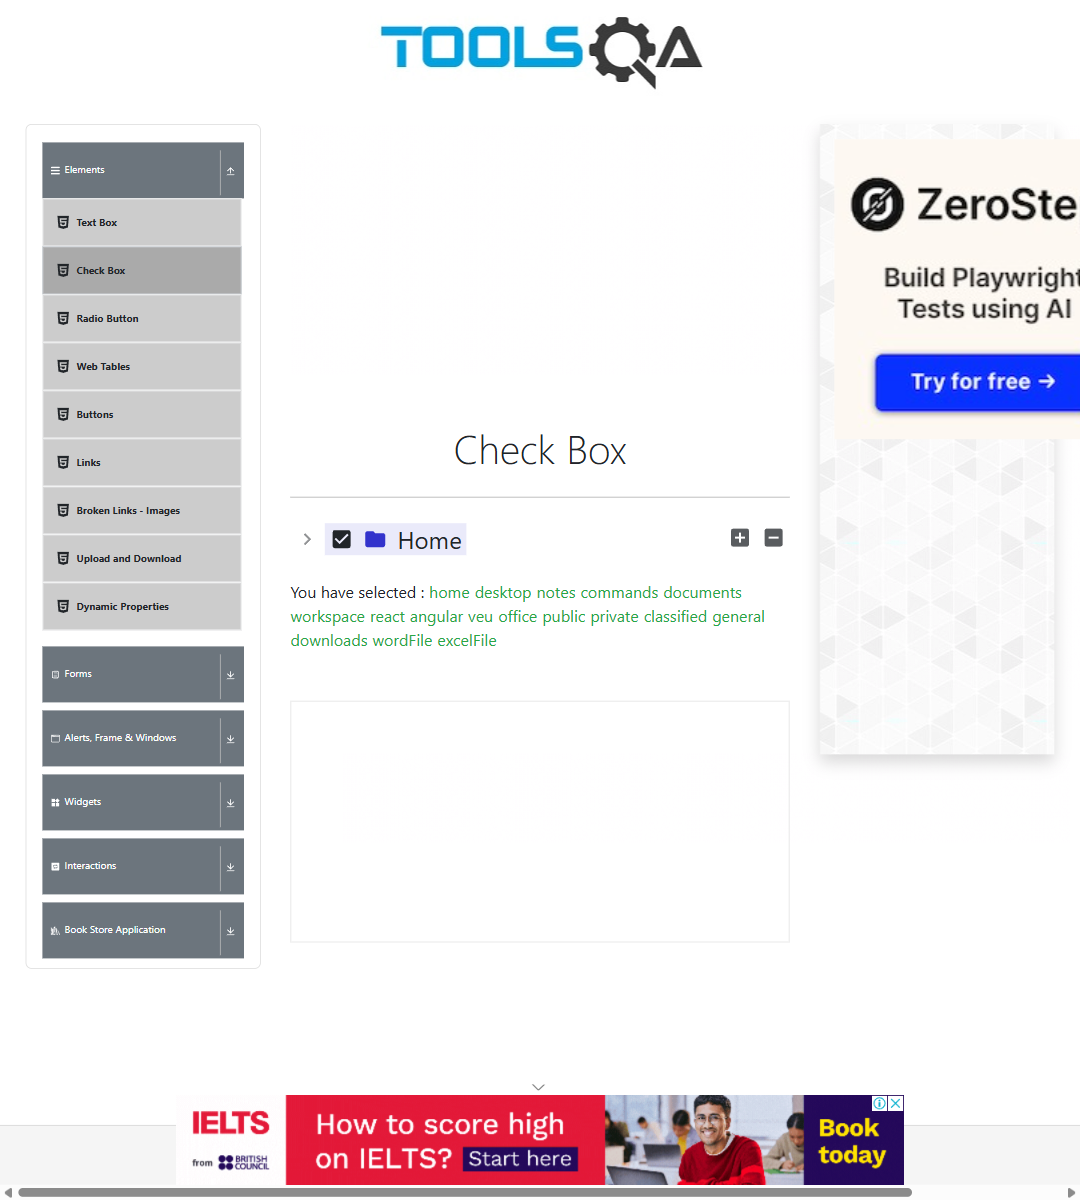 TOOLSQA
Elements
Text Box
Check Box
Radio Button
Web Tables
Buttons
Links
Broken Links - Images
Upload and Download
Dynamic Properties
Forms
Alerts, Frame & Windows
Widgets
Interactions
Book Store Application
Check Box
Home
You have selected : home desktop notes commands documents
workspace react angular veu office public private classified general
downloads wordFile excelFile
ZeroSte
Build Playwright
Tests using AI
Try for free →
IELTS
from BRITISH
COUNCIL
How to score high
on IELTS? Start here
Book
today